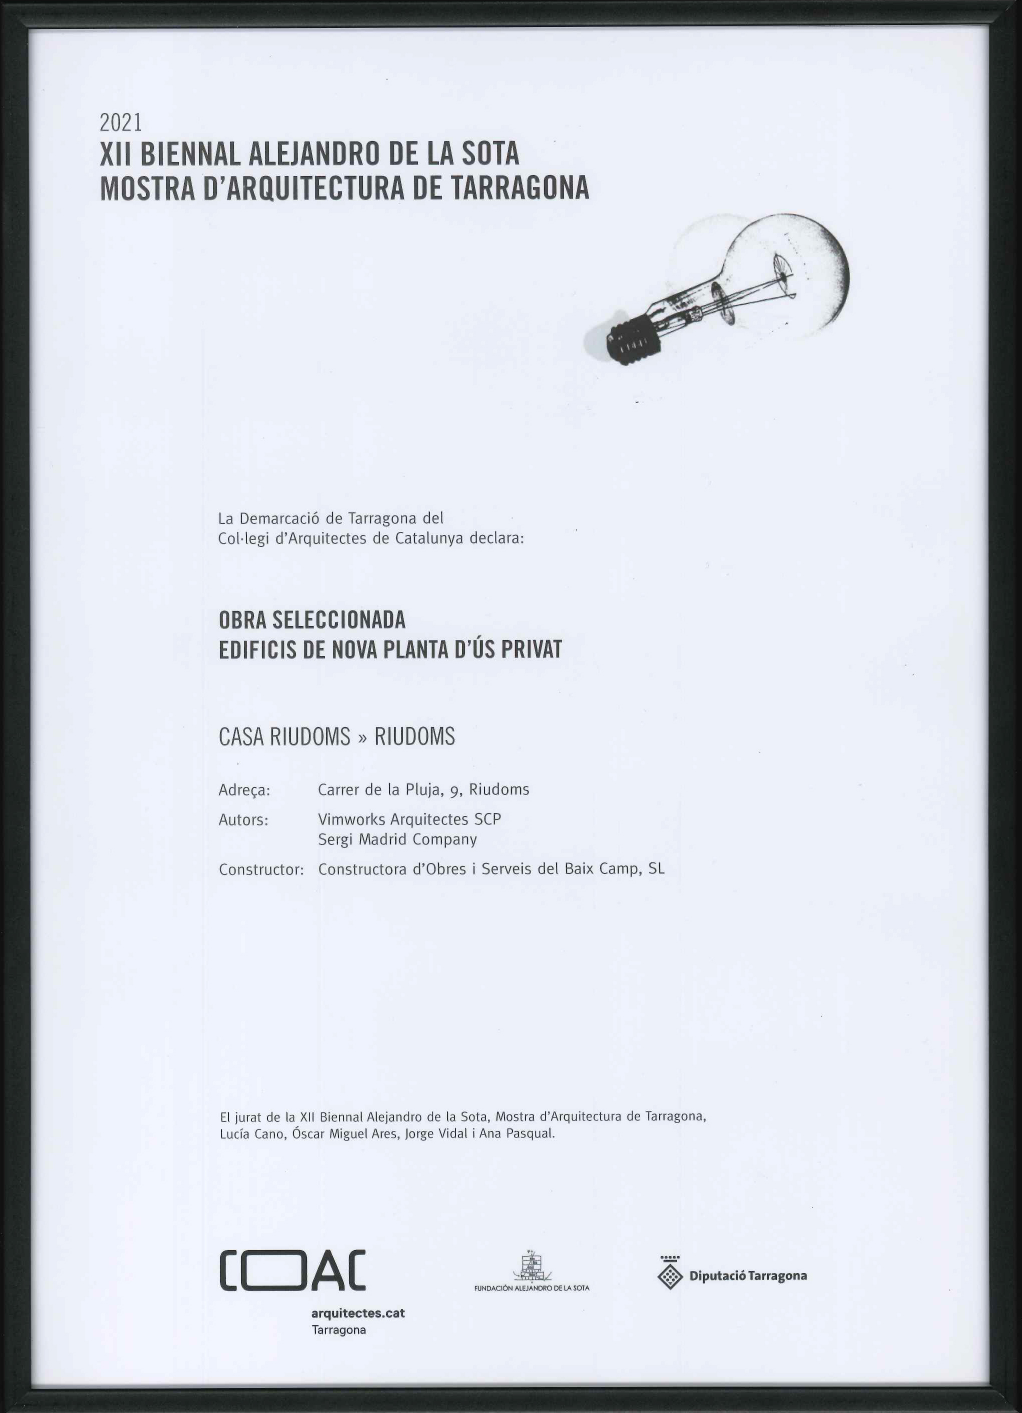 2021
XII BIENNAL ALEJANDRO DE LA SOTA
MOSTRA D'ARQUITECTURA DE TARRAGONA
La Demarcació de Tarragona del
Col·legi d'Arquitectes de Catalunya declara:
OBRA SELECCIONADA
EDIFICIS DE NOVA PLANTA D'ÚS PRIVAT
CASA RIUDOMS » RIUDOMS
Adreça: Carrer de la Pluja, 9, Riudoms
Autors: Vimworks Arquitectes SCP
Sergi Madrid Company
Constructor: Constructora d'Obres i Serveis del Baix Camp, SL
El jurat de la XII Biennal Alejandro de la Sota, Mostra d'Arquitectura de Tarragona,
Lucía Cano, Óscar Miguel Ares, Jorge Vidal i Ana Pasqual.
COAC
arquitectes.cat
Tarragona
FUNDACIÓN ALEJANDRO DE LA SOTA
Diputació Tarragona